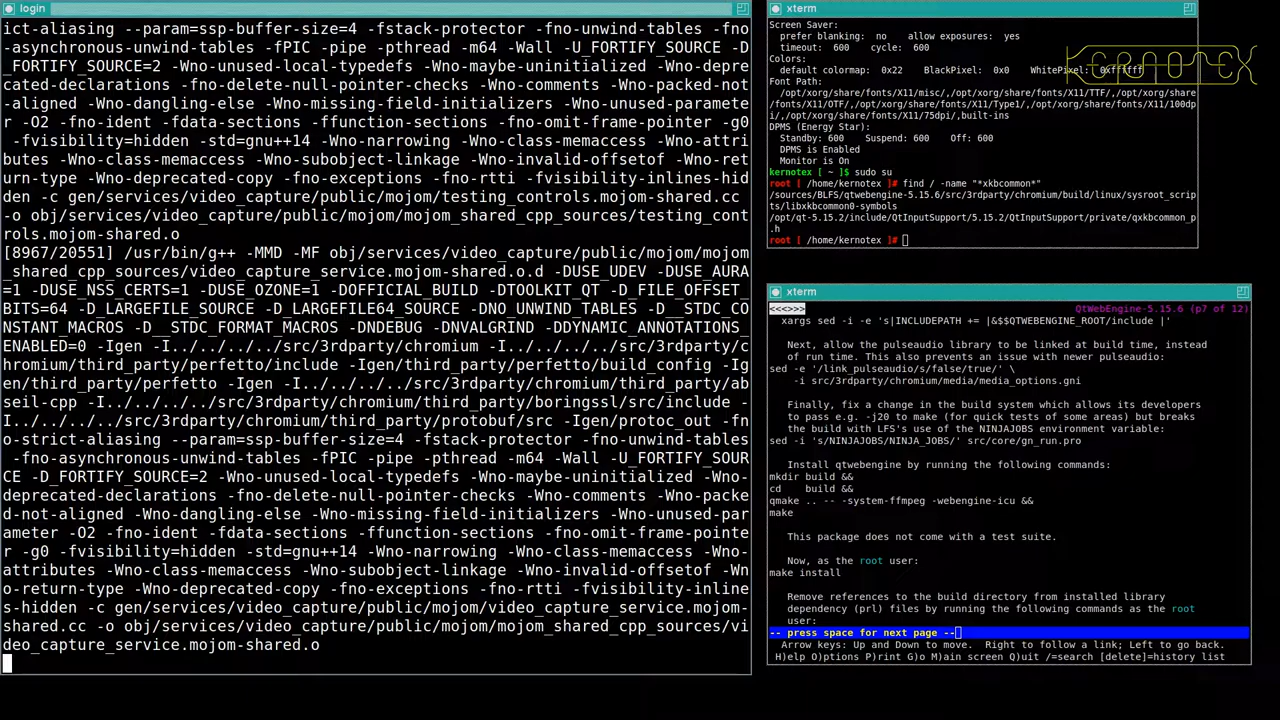 login
ict-aliasing --param=ssp-buffer-size=4 -fstack-protector -fno-unwind-tables -fno
-asynchronous-unwind-tables -fPIC -pipe -pthread -m64 -Wall -U_FORTIFY_SOURCE -D
_FORTIFY_SOURCE=2 -Wno-unused-local-typedefs -Wno-maybe-uninitialized -Wno-depre
cated-declarations -fno-delete-null-pointer-checks -Wno-comments -Wno-packed-not
-aligned -Wno-dangling-else -Wno-missing-field-initializers -Wno-unused-paramete
r -O2 -fno-ident -fdata-sections -ffunction-sections -fno-omit-frame-pointer -g0
 -fvisibility=hidden -std=gnu++14 -Wno-narrowing -Wno-class-memaccess -Wno-attri
butes -Wno-class-memaccess -Wno-subobject-linkage -Wno-invalid-offsetof -Wno-ret
urn-type -Wno-deprecated-copy -fno-exceptions -fno-rtti -fvisibility-inlines-hid
den -c gen/services/video_capture/public/mojom/testing_controls.mojom-shared.cc
-o obj/services/video_capture/public/mojom/mojom_shared_cpp_sources/testing_cont
rols.mojom-shared.o
[8967/20551] /usr/bin/g++ -MMD -MF obj/services/video_capture/public/mojom/mojom
_shared_cpp_sources/video_capture_service.mojom-shared.o.d -DUSE_UDEV -DUSE_AURA
=1 -DUSE_NSS_CERTS=1 -DUSE_OZONE=1 -DOFFICIAL_BUILD -DTOOLKIT_QT -D_FILE_OFFSET_
BITS=64 -D_LARGEFILE_SOURCE -D_LARGEFILE64_SOURCE -DNO_UNWIND_TABLES -D__STDC_CO
NSTANT_MACROS -D__STDC_FORMAT_MACROS -DNDEBUG -DNVALGRIND -DDYNAMIC_ANNOTATIONS_
ENABLED=0 -Igen -I../../../src/3rdparty/chromium -I../../../src/3rdparty/chromium/c
hromium/third_party/perfetto/include -Igen/third_party/perfetto/build_config -Ig
en/third_party/perfetto -Igen -I../../../src/3rdparty/chromium/third_party/ab
seil-cpp -I../../../src/3rdparty/chromium/third_party/boringssl/src/include -
I../../../src/3rdparty/chromium/third_party/protobuf/src -Igen/protoc_out -fno
-strict-aliasing --param=ssp-buffer-size=4 -fstack-protector -fno-unwind-tables
 -fno-asynchronous-unwind-tables -fPIC -pipe -pthread -m64 -Wall -U_FORTIFY_SOUR
CE -D_FORTIFY_SOURCE=2 -Wno-unused-local-typedefs -Wno-maybe-uninitialized -Wno-
deprecated-declarations -fno-delete-null-pointer-checks -Wno-comments -Wno-packe
d-not-aligned -Wno-dangling-else -Wno-missing-field-initializers -Wno-unused-par
ameter -O2 -fno-ident -fdata-sections -ffunction-sections -fno-omit-frame-pointe
r -g0 -fvisibility=hidden -std=gnu++14 -Wno-narrowing -Wno-class-memaccess -Wno-
attributes -Wno-class-memaccess -Wno-subobject-linkage -Wno-invalid-offsetof -Wn
o-return-type -Wno-deprecated-copy -fno-exceptions -fno-rtti -fvisibility-inline
s-hidden -c gen/services/video_capture/public/mojom/video_capture_service.mojom-
shared.cc -o obj/services/video_capture/public/mojom/mojom_shared_cpp_sources/vi
deo_capture_service.mojom-shared.o
xterm
Screen Saver:
  prefer blanking:  no    allow exposures:  yes
  timeout:  600    cycle:  600
Colors:
  default colormap:  0x22    BlackPixel:  0x0    WhitePixel:  0xffffff
Font Path:
  /opt/xorg/share/fonts/X11/misc/,/opt/xorg/share/fonts/X11/TTF/,/opt/xorg/share
/fonts/X11/OTF/,/opt/xorg/share/fonts/X11/Type1/,/opt/xorg/share/fonts/X11/100dp
i/,/opt/xorg/share/fonts/X11/75dpi/,built-ins
DPMS (Energy Star):
  Standby: 600    Suspend: 600    Off: 600
  DPMS is Enabled
  Monitor is On
kernotex [ ~ ]$ sudo su
root [ /home/kernotex ]# find / -name "*xkbcommon*"
/sources/BLFS/qtwebengine-5.15.6/src/3rdparty/chromium/build/linux/sysroot_scrip
ts/libxkbcommon0-symbols
/opt/qt-5.15.2/include/QtInputSupport/5.15.2/QtInputSupport/private/qxkbcommon_p
.h
root [ /home/kernotex ]#
KERNOTEX
xterm
<<<>>> QtWebEngine-5.15.6 (p7 of 12)
  xargs sed -i -e 's|INCLUDEPATH += |&$$QTWEBENGINE_ROOT/include |'
Next, allow the pulseaudio library to be linked at build time, instead
of run time. This also prevents an issue with newer pulseaudio:
sed -e '/link_pulseaudio/s/false/true/' \
    -i src/3rdparty/chromium/media/media_options.gni
Finally, fix a change in the build system which allows its developers
to pass e.g. -j20 to make (for quick tests of some areas) but breaks
the build with LFS's use of the NINJAJOBS environment variable:
sed -i 's/NINJAJOBS/NINJA_JOBS/' src/core/gn_run.pro
Install qtwebengine by running the following commands:
mkdir build &&
cd    build &&
qmake .. -- -system-ffmpeg -webengine-icu &&
make
This package does not come with a test suite.
Now, as the root user:
make install
Remove references to the build directory from installed library
dependency (prl) files by running the following commands as the root
user:
-- press space for next page --
  Arrow keys: Up and Down to move.  Right to follow a link; Left to go back.
 H)elp O)ptions P)rint G)o M)ain screen Q)uit /=search [delete]=history list